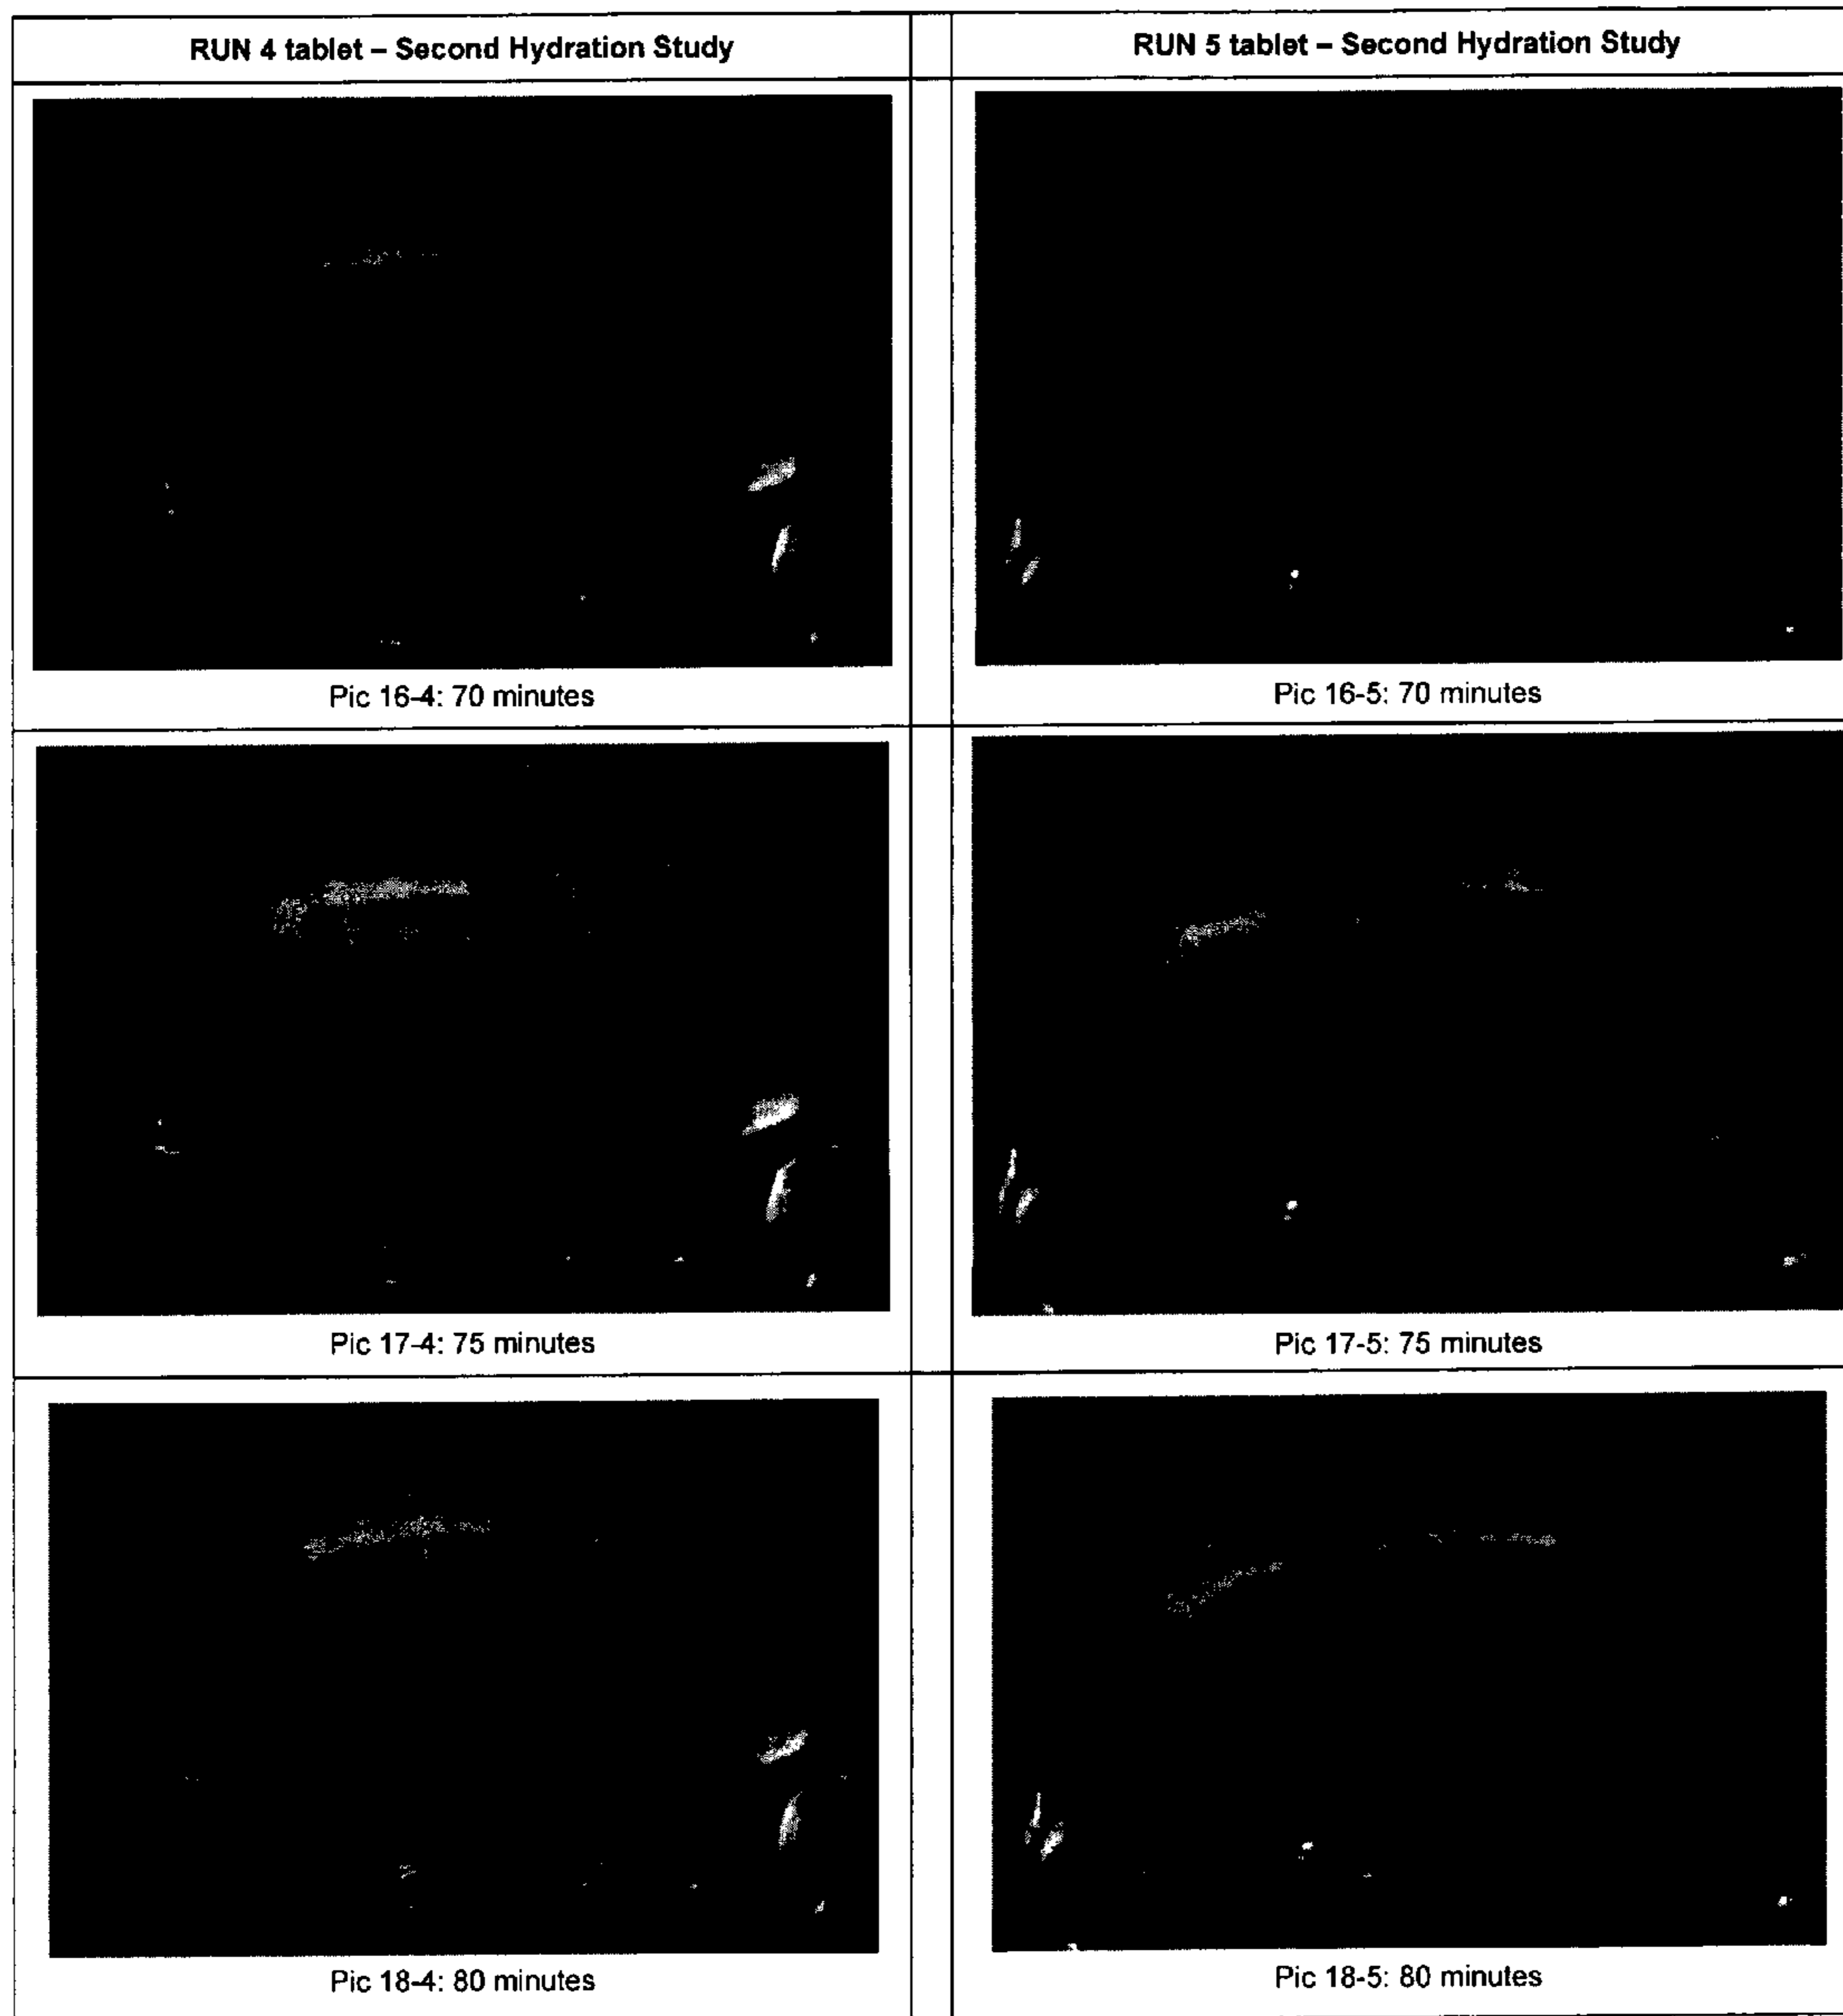 RUN 4 tablet – Second Hydration Study
RUN 5 tablet – Second Hydration Study
Pic 16-4: 70 minutes
Pic 16-5: 70 minutes
Pic 17-4: 75 minutes
Pic 17-5: 75 minutes
Pic 18-4: 80 minutes
Pic 18-5: 80 minutes